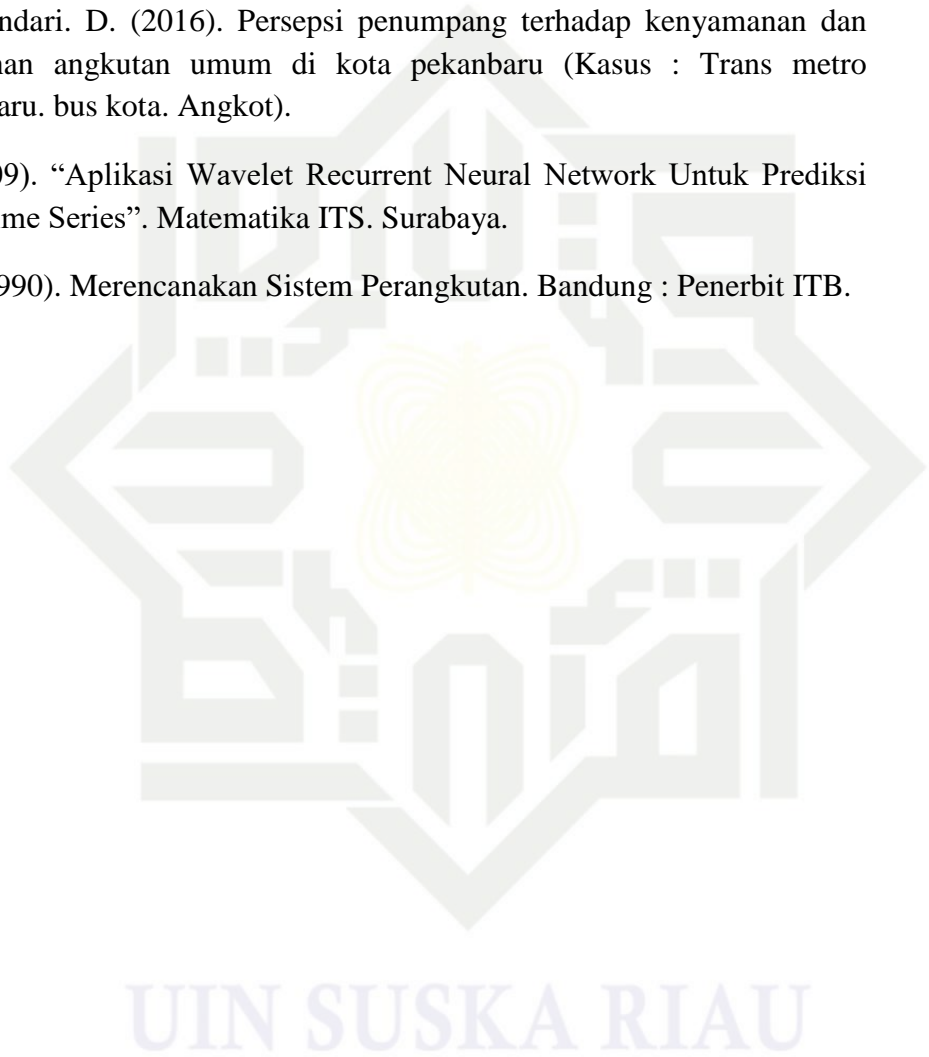 ndari. D. (2016). Persepsi penumpang terhadap kenyamanan dan
nan angkutan umum di kota pekanbaru (Kasus : Trans metro
aru. bus kota. Angkot).
9). “Aplikasi Wavelet Recurrent Neural Network Untuk Prediksi
me Series”. Matematika ITS. Surabaya.
990). Merencanakan Sistem Perangkutan. Bandung : Penerbit ITB.
UIN SUSKA RIAU